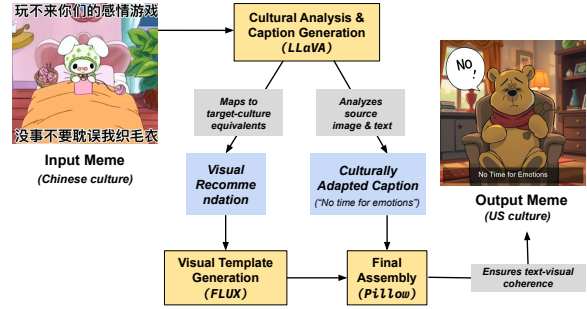 玩不来你们的感情游戏
没事不要耽误我织毛衣
Input Meme
(Chinese culture)
Cultural Analysis &
Caption Generation
(LLaVA)
Maps to
target-culture
equivalents
Analyzes
source
image & text
Visual
Recomme
ndation
Culturally
Adapted Caption
("No time for emotions")
Visual Template
Generation
(FLUX)
Final
Assembly
(Pillow)
Ensures text-visual
coherence
NO!
No Time for Emotions
Output Meme
(US culture)